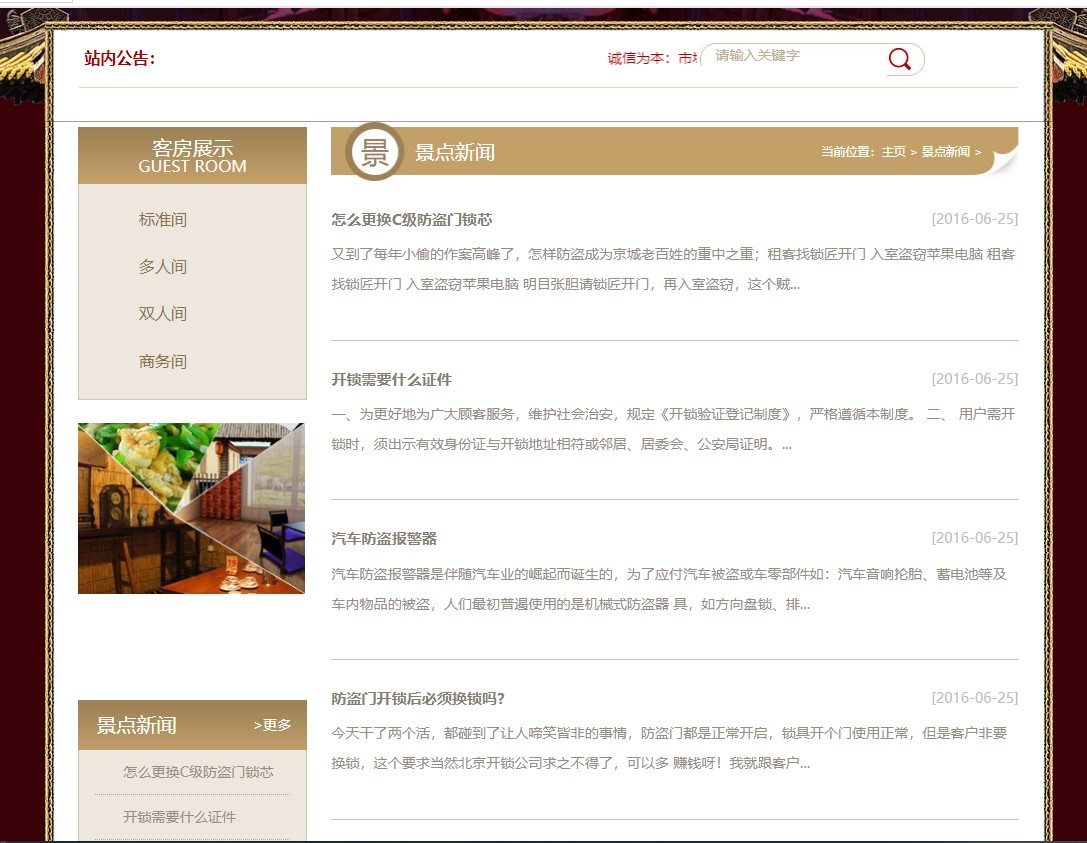 站内公告：
诚信为本：市
请输入关键字
客房展示
GUEST ROOM
标准间
多人间
双人间
商务间
景点新闻
>更多
怎么更换C级防盗门锁芯
开锁需要什么证件
景
景点新闻
当前位置：主页 > 景点新闻 >
怎么更换C级防盗门锁芯
[2016-06-25]
又到了每年小偷的作案高峰了，怎样防盗成为京城老百姓的重中之重；租客找锁匠开门 入室盗窃苹果电脑 租客
找锁匠开门 入室盗窃苹果电脑 明目张胆请锁匠开门，再入室盗窃，这个贼...
开锁需要什么证件
[2016-06-25]
一、为更好地为广大顾客服务，维护社会治安，规定《开锁验证登记制度》，严格遵循本制度。 二、 用户需开
锁时，须出示有效身份证与开锁地址相符或邻居、居委会、公安局证明。...
汽车防盗报警器
[2016-06-25]
汽车防盗报警器是伴随汽车业的崛起而诞生的，为了应付汽车被盗或车零部件如：汽车音响抡胎、蓄电池等及
车内物品的被盗，人们最初普遍使用的是机械式防盗器 具，如方向盘锁、排...
防盗门开锁后必须换锁吗？
[2016-06-25]
今天干了两个活，都碰到了让人啼笑皆非的事情，防盗门都是正常开启，锁具开个门使用正常，但是客户非要
换锁，这个要求当然北京开锁公司求之不得了，可以多 赚钱呀！我就跟客户...